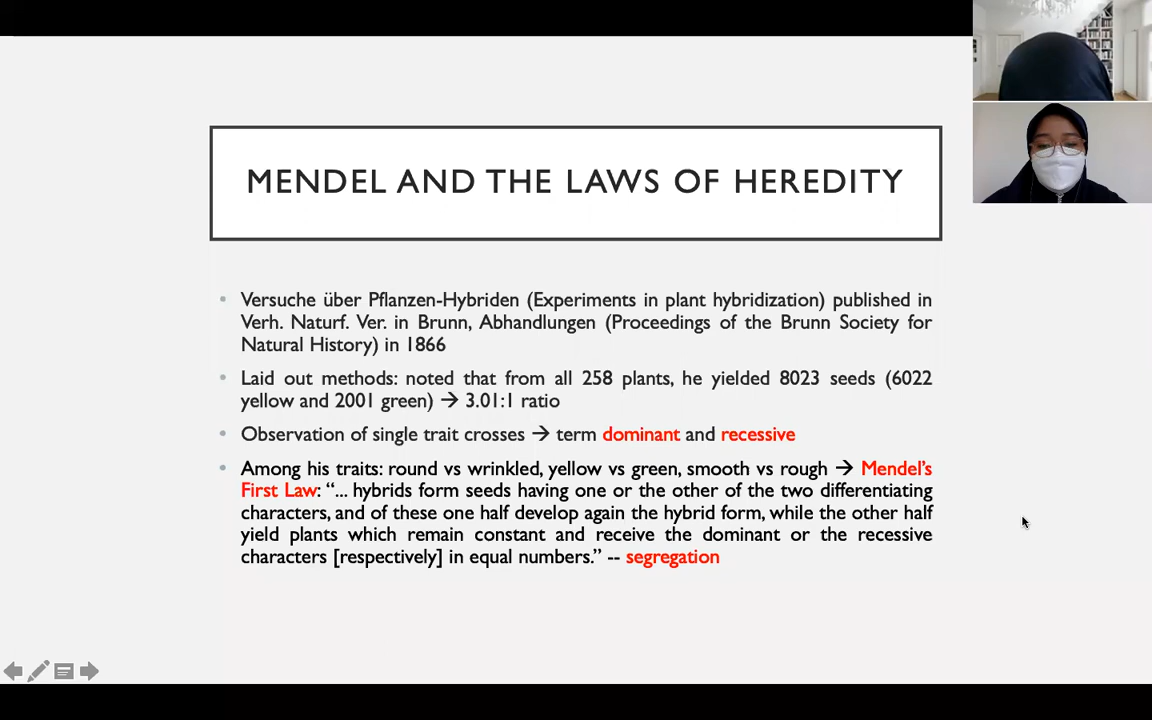 MENDEL AND THE LAWS OF HEREDITY
• Versuche über Pflanzen-Hybriden (Experiments in plant hybridization) published in
Verh. Naturf. Ver. in Brunn, Abhandlungen (Proceedings of the Brunn Society for
Natural History) in 1866
• Laid out methods: noted that from all 258 plants, he yielded 8023 seeds (6022
yellow and 2001 green) → 3.01:1 ratio
• Observation of single trait crosses → term dominant and recessive
• Among his traits: round vs wrinkled, yellow vs green, smooth vs rough → Mendel's
First Law: “... hybrids form seeds having one or the other of the two differentiating
characters, and of these one half develop again the hybrid form, while the other half
yield plants which remain constant and receive the dominant or the recessive
characters [respectively] in equal numbers.” -- segregation